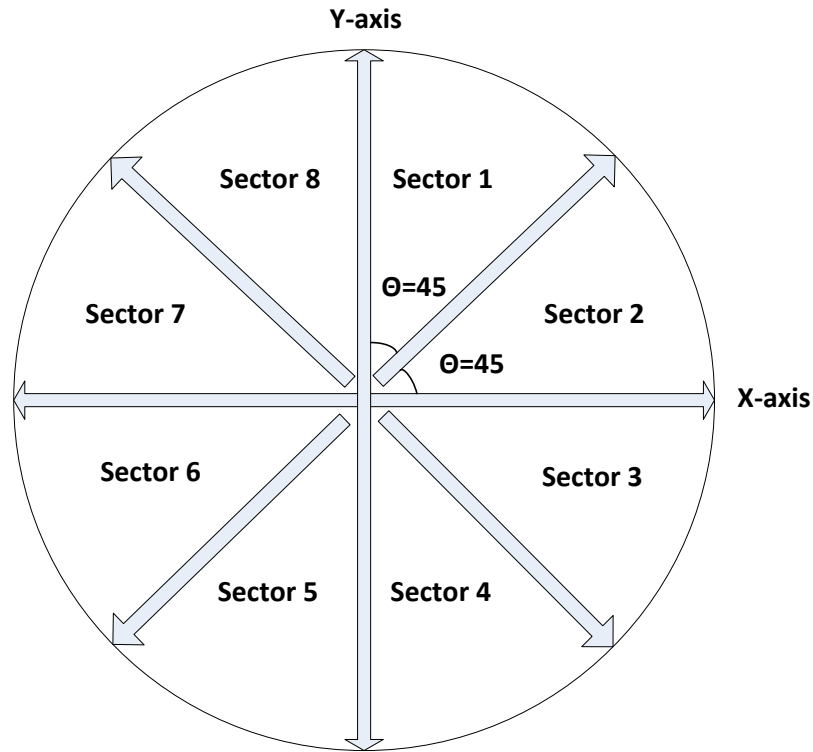 Y-axis
Sector 8
Sector 1
Θ=45
Sector 7
Sector 2
Θ=45
X-axis
Sector 6
Sector 3
Sector 5
Sector 4